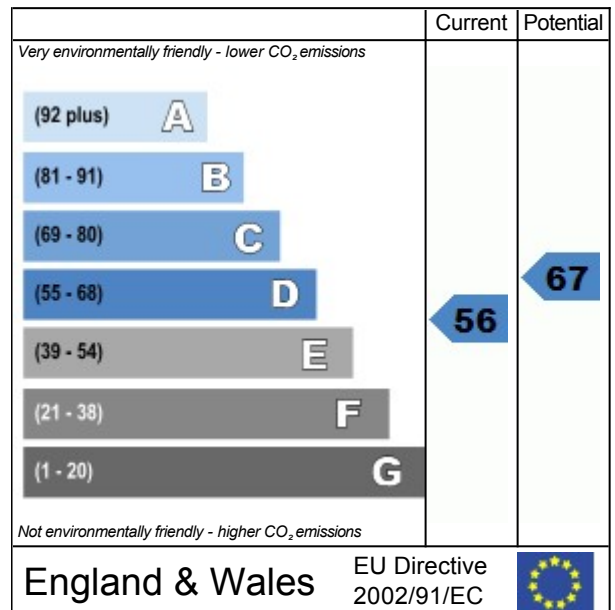 Current Potential
Very environmentally friendly - lower CO₂ emissions
(92 plus) A
(81 - 91) B
(69 - 80) C
(55 - 68) D
(39 - 54) E
(21 - 38) F
(1 - 20) G
56
67
Not environmentally friendly - higher CO₂ emissions
England & Wales
EU Directive
2002/91/EC